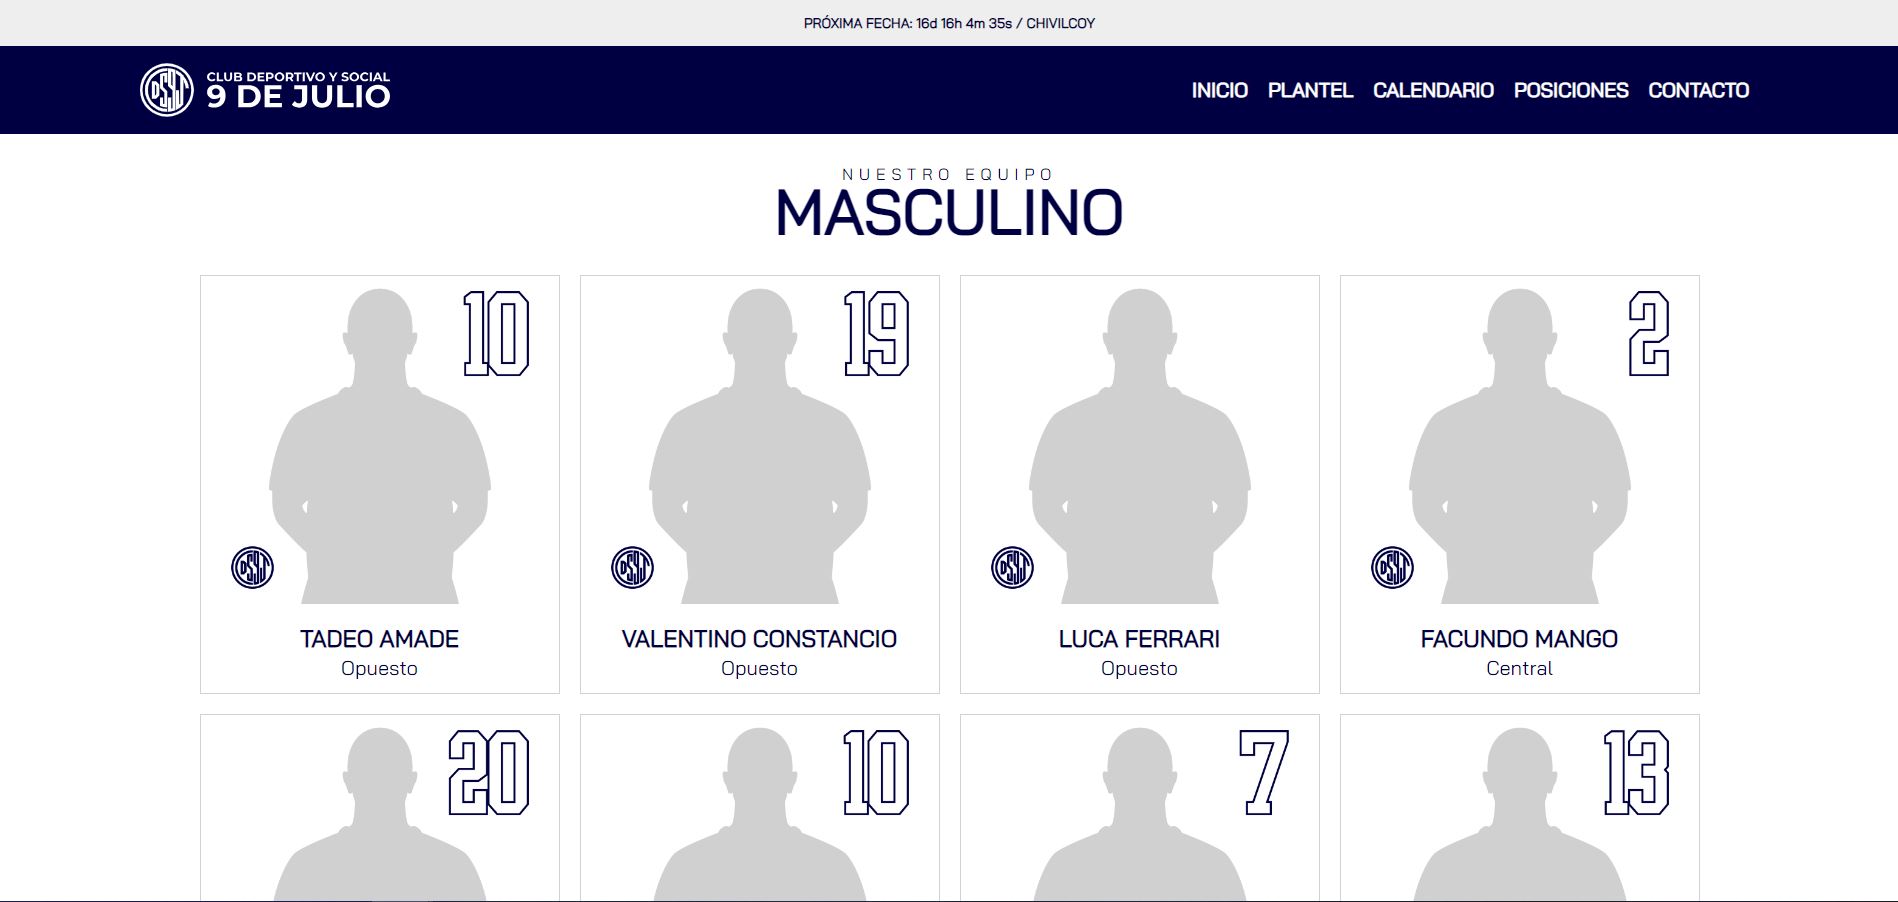 PRÓXIMA FECHA: 16d 16h 4m 35s / CHIVILCOY
CLUB DEPORTIVO Y SOCIAL
9 DE JULIO
INICIO PLANTEL CALENDARIO POSICIONES CONTACTO
NUESTRO EQUIPO
MASCULINO
10
19
2
TADEO AMADE
Opuesto
VALENTINO CONSTANCIO
Opuesto
LUCA FERRARI
Opuesto
FACUNDO MANGO
Central
20
10
7
13